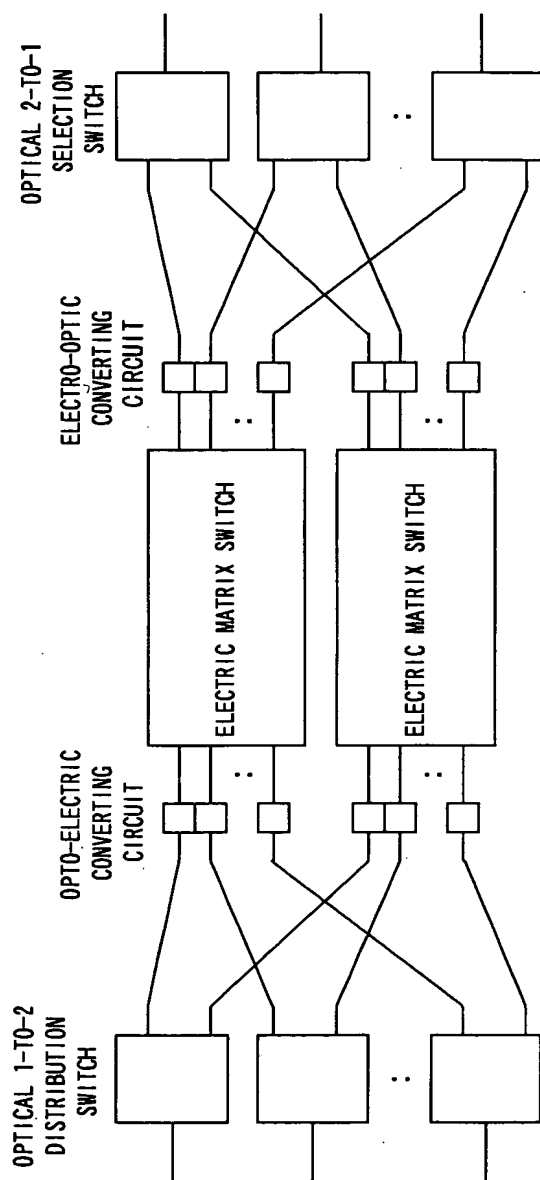 OPTICAL 1-TO-2
DISTRIBUTION
SWITCH
OPTO-ELECTRIC
CONVERTING
CIRCUIT
ELECTRIC MATRIX SWITCH
ELECTRIC MATRIX SWITCH
ELECTRO-OPTIC
CONVERTING
CIRCUIT
OPTICAL 2-TO-1
SELECTION
SWITCH